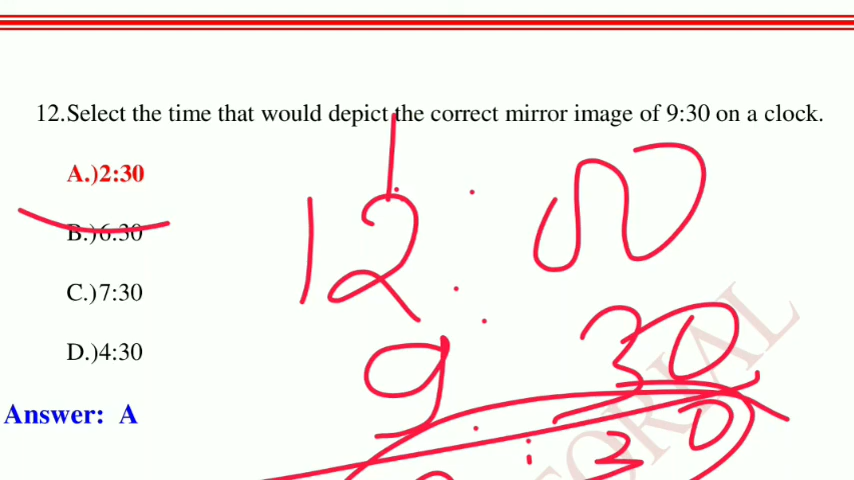 12.Select the time that would depict the correct mirror image of 9:30 on a clock.
A.)2:30
B.)6:30
12 :
C.)7:30
9 : 30
D.)4:30
Answer: A
: 30